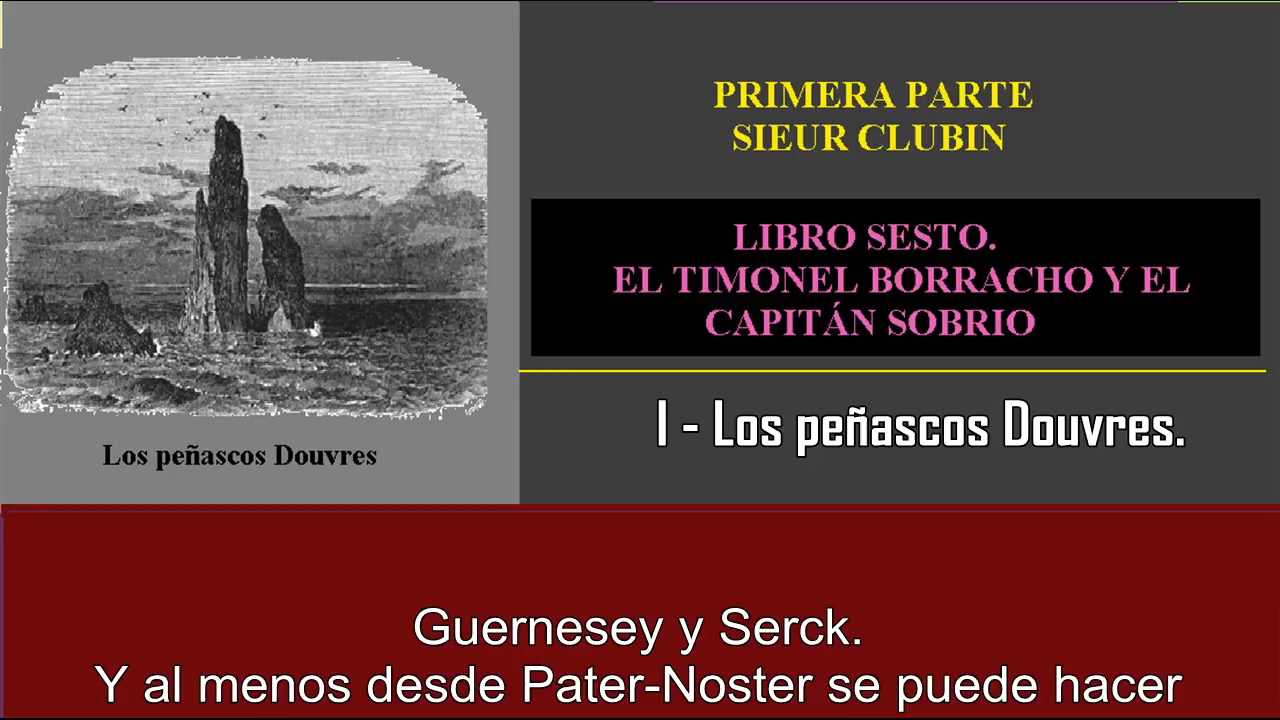 PRIMERA PARTE
SIEUR CLUBIN
LIBRO SESTO.
EL TIMONEL BORRACHO Y EL
CAPITÁN SOBRIO
I - Los peñascos Douvres.
Los peñascos Douvres
Guernesey y Serck.
Y al menos desde Pater-Noster se puede hacer